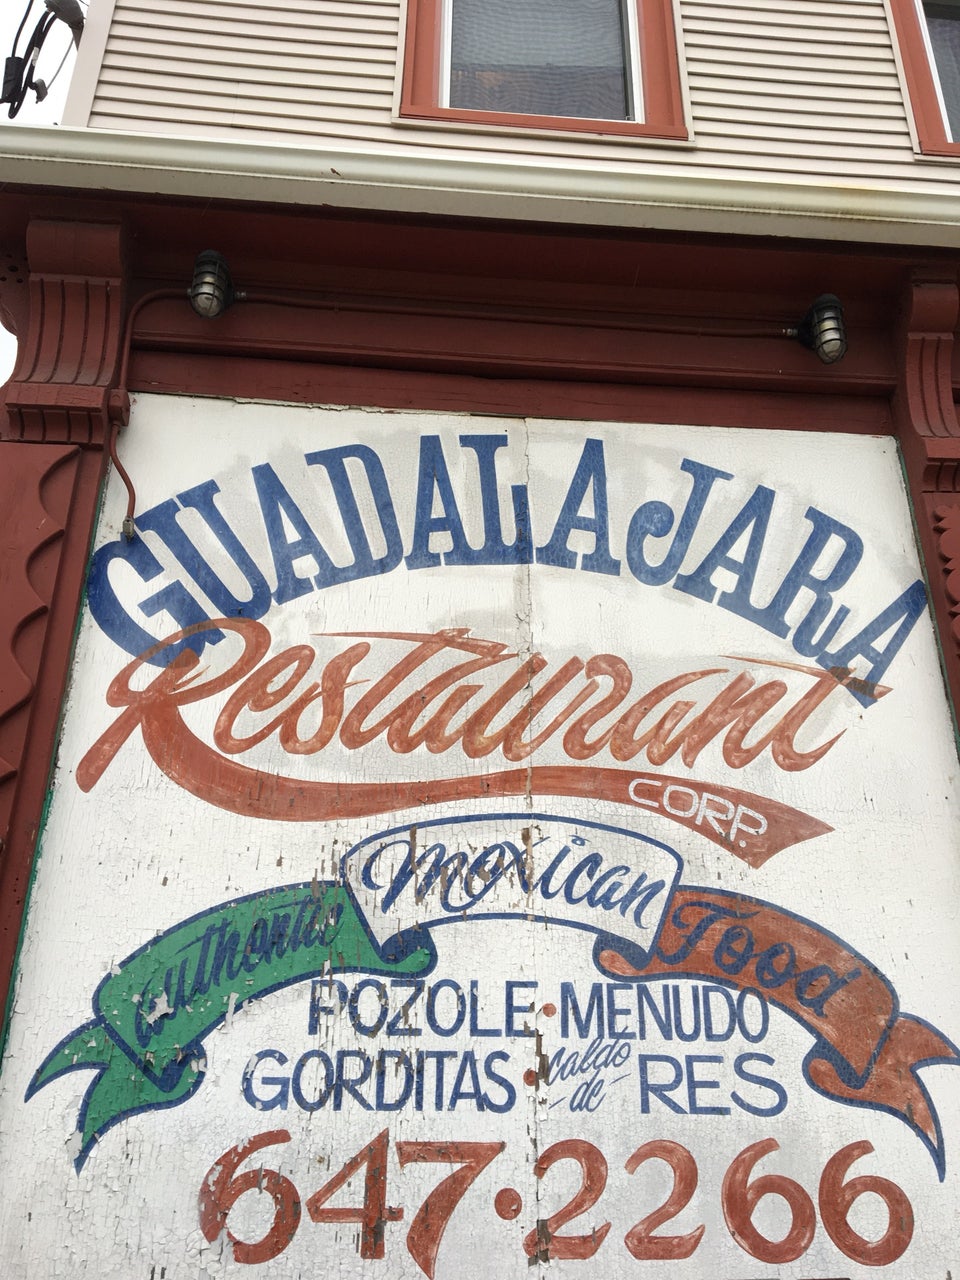 GUADALAJARA
Restaurant
CORP.
Authentic Mexican Food
POZOLE • MENUDO
GORDITAS • caldo de RES
647•2266